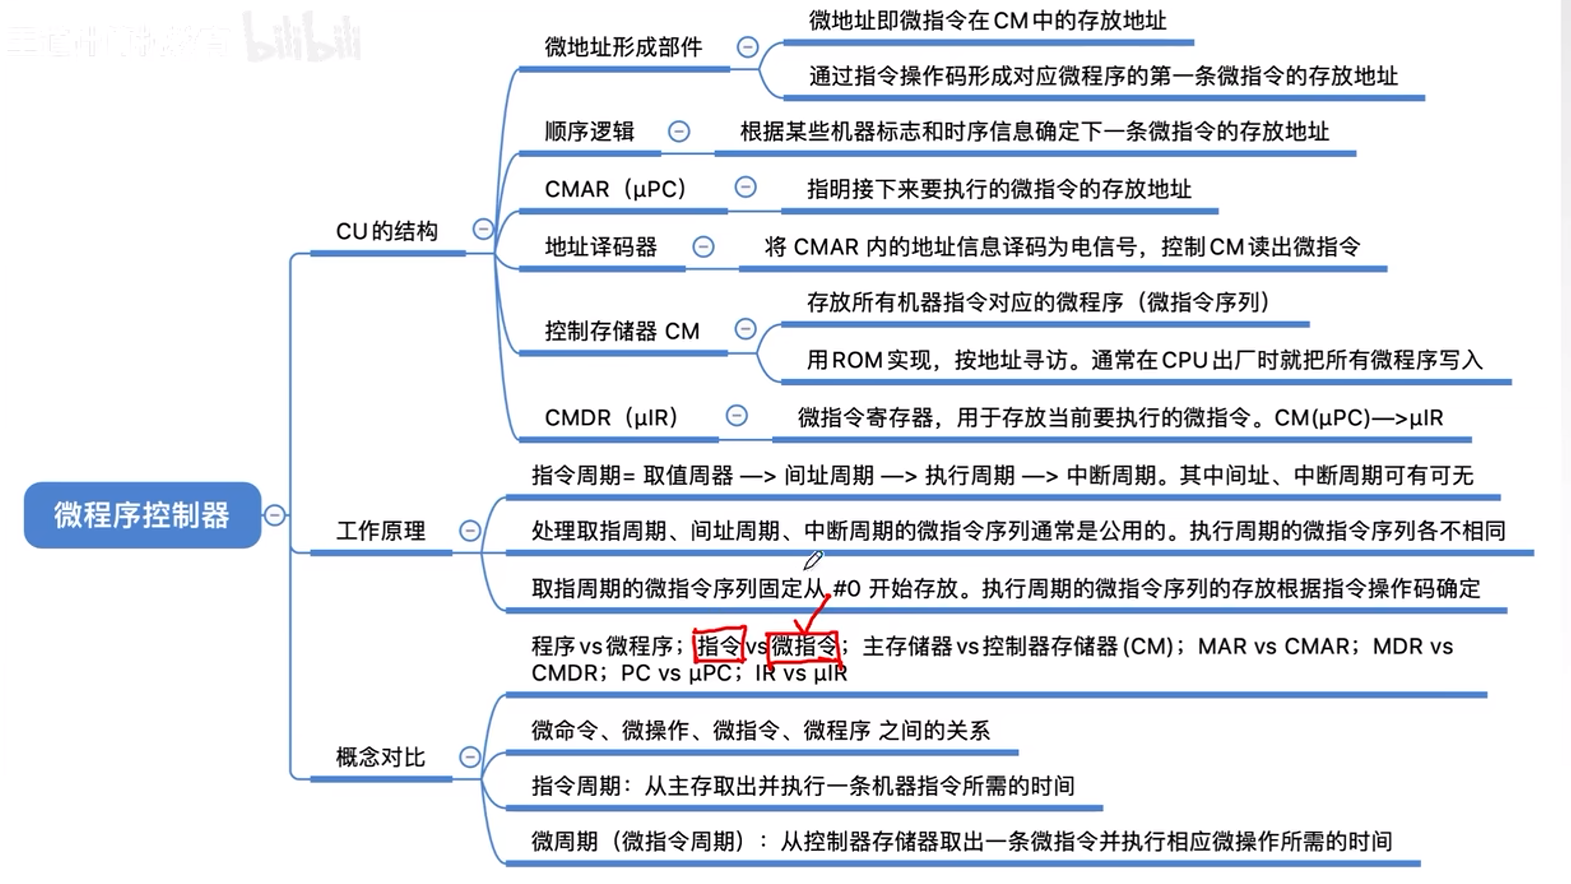 bilibili
微地址形成部件
微地址即微指令在CM中的存放地址
通过指令操作码形成对应微程序的第一条微指令的存放地址
顺序逻辑
根据某些机器标志和时序信息确定下一条微指令的存放地址
CMAR（μPC）
指明接下来要执行的微指令的存放地址
CU的结构
地址译码器
将 CMAR 内的地址信息译码为电信号，控制CM读出微指令
控制存储器 CM
存放所有机器指令对应的微程序（微指令序列）
用ROM实现，按地址寻访。通常在CPU出厂时就把所有微程序写入
CMDR（μIR）
微指令寄存器，用于存放当前要执行的微指令。CM(μPC)—>μIR
微程序控制器
工作原理
指令周期= 取值周器 —> 间址周期 —> 执行周期 —> 中断周期。其中间址、中断周期可有可无
处理取指周期、间址周期、中断周期的微指令序列通常是公用的。执行周期的微指令序列各不相同
取指周期的微指令序列固定从 #0 开始存放。执行周期的微指令序列的存放根据指令操作码确定
概念对比
程序vs微程序；指令vs微指令；主存储器vs控制器存储器(CM)；MAR vs CMAR；MDR vs
CMDR；PC vs μPC；IR vs μIR
微命令、微操作、微指令、微程序 之间的关系
指令周期：从主存取出并执行一条机器指令所需的时间
微周期（微指令周期）：从控制器存储器取出一条微指令并执行相应微操作所需的时间